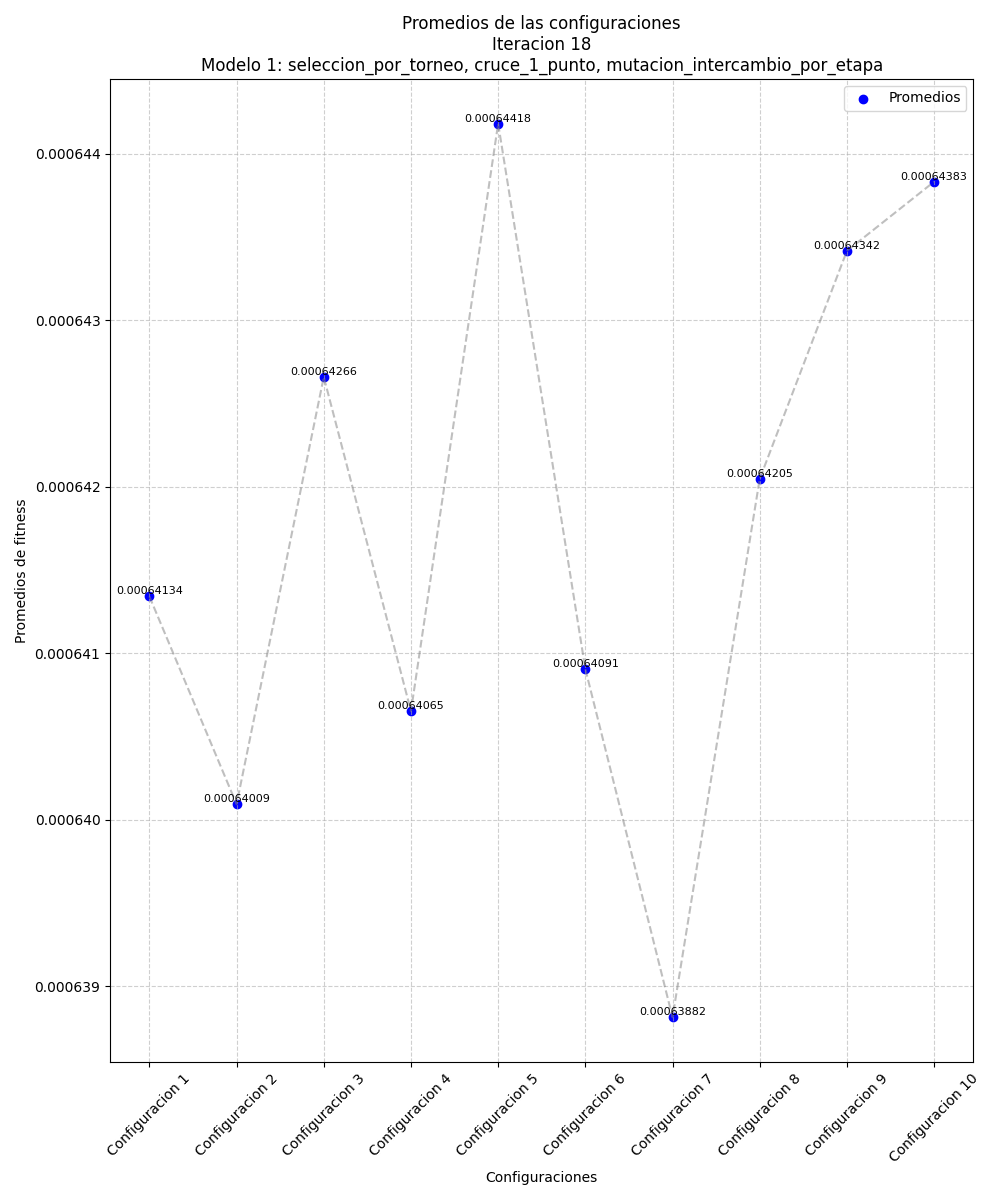 Promedios de las configuraciones
Iteracion 18
Modelo 1: seleccion_por_torneo, cruce_1_punto, mutacion_intercambio_por_etapa
Promedios
0.00064418
0.00064383
0.00064342
0.00064266
0.00064205
0.00064134
0.00064091
0.00064065
0.00064009
0.00063882
0.000644
0.000643
0.000642
0.000641
0.000640
0.000639
Promedios de fitness
Configuracion 1
Configuracion 2
Configuracion 3
Configuracion 4
Configuracion 5
Configuracion 6
Configuracion 7
Configuracion 8
Configuracion 9
Configuracion 10
Configuraciones